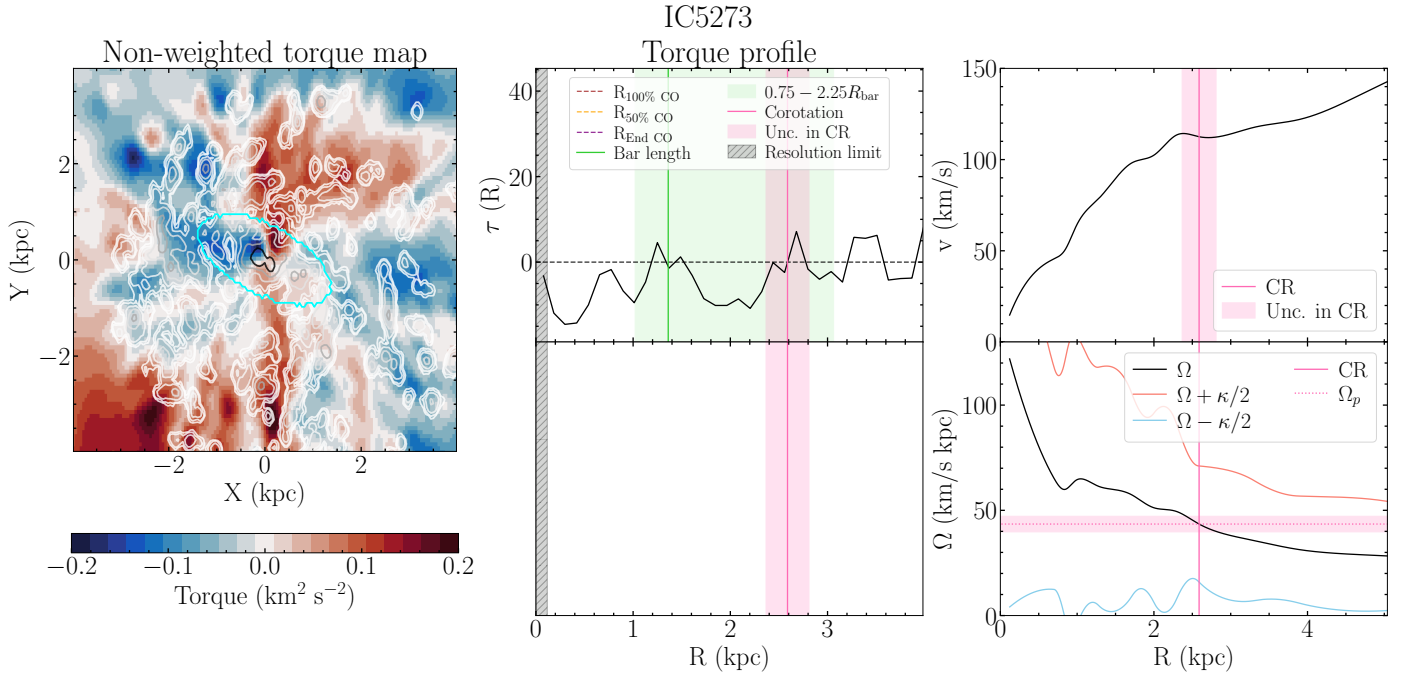 IC5273
Non-weighted torque map
Torque profile
Y (kpc)
2
0
−2
−2
0
2
X (kpc)
−0.2
−0.1
0.0
0.1
0.2
Torque (km² s⁻²)
τ (R)
40
20
0
R100% CO
R50% CO
REnd CO
Bar length
0.75 − 2.25Rbar
Corotation
Unc. in CR
Resolution limit
0
1
2
3
R (kpc)
v (km/s)
150
100
50
0
CR
Unc. in CR
Ω (km/s kpc)
100
50
0
Ω
Ω + κ/2
Ω − κ/2
CR
Ωp
0
2
4
R (kpc)